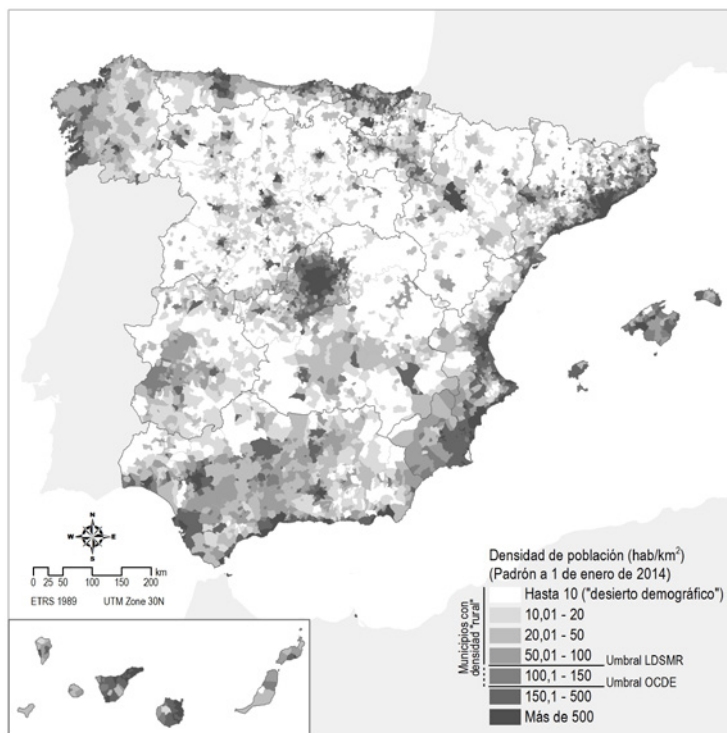 N
W E
S
0 25 50 100 150 200
km
ETRS 1989 UTM Zone 30N
Densidad de población (hab/km²)
(Padrón a 1 de enero de 2014)
Municipios con
densidad "rural"
Hasta 10 ("desierto demográfico")
10,01 - 20
20,01 - 50
50,01 - 100
Umbral LDSMR
100,1 - 150
Umbral OCDE
150,1 - 500
Más de 500